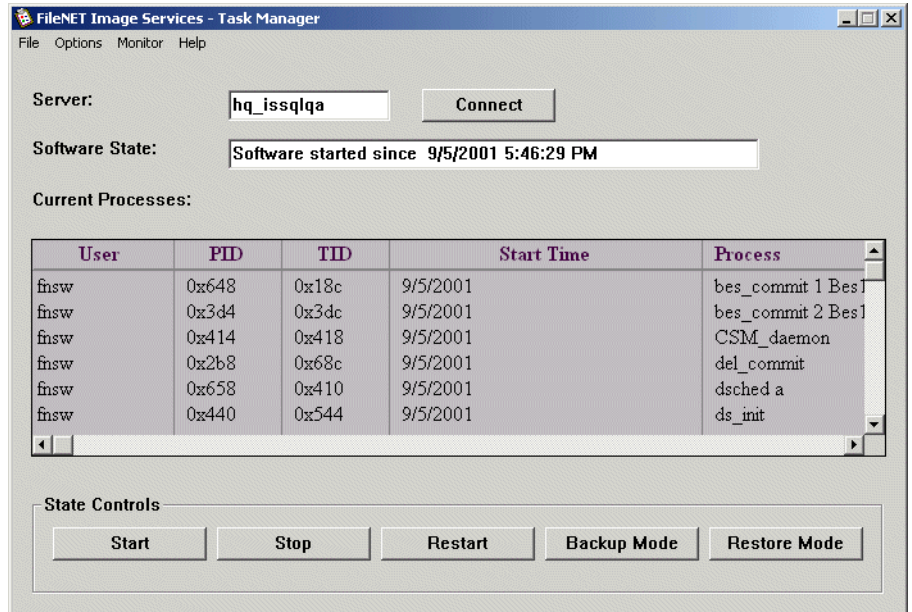 FileNET Image Services - Task Manager
File Options Monitor Help
Server: hq_issqlqa Connect
Software State: Software started since 9/5/2001 5:46:29 PM
Current Processes:
User PID TID Start Time Process
fnsw 0x648 0x18c 9/5/2001 bes_commit 1 Bes1
fnsw 0x3d4 0x3dc 9/5/2001 bes_commit 2 Bes1
fnsw 0x414 0x418 9/5/2001 CSM_daemon
fnsw 0x2b8 0x68c 9/5/2001 del_commit
fnsw 0x658 0x410 9/5/2001 dsched a
fnsw 0x440 0x544 9/5/2001 ds_init
State Controls
Start Stop Restart Backup Mode Restore Mode